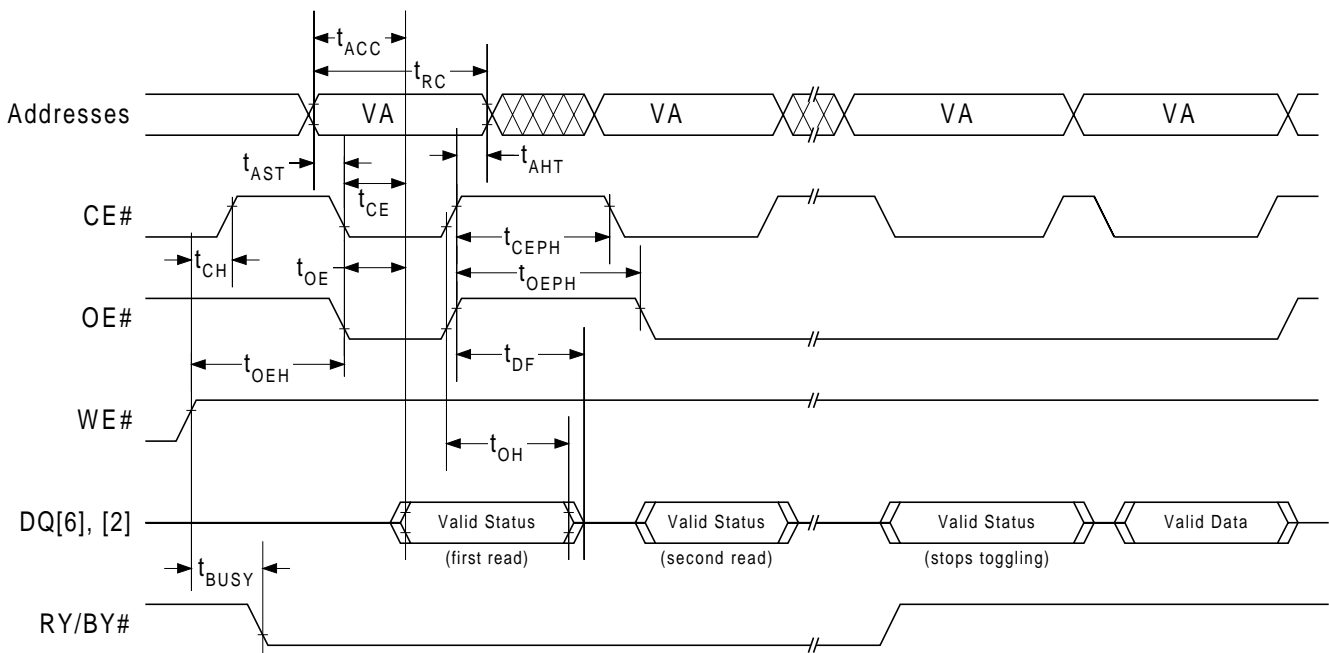 tACC
tRC
Addresses VA VA VA VA
tAST tAHT
tCE
CE#
tCEPH
tCH tOE tOEPH
OE#
tDF
tOEH
WE#
tOH
DQ[6], [2] Valid Status Valid Status Valid Status Valid Data
(first read) (second read) (stops toggling)
tBUSY
RY/BY#